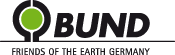 BUND
FRIENDS OF THE EARTH GERMANY